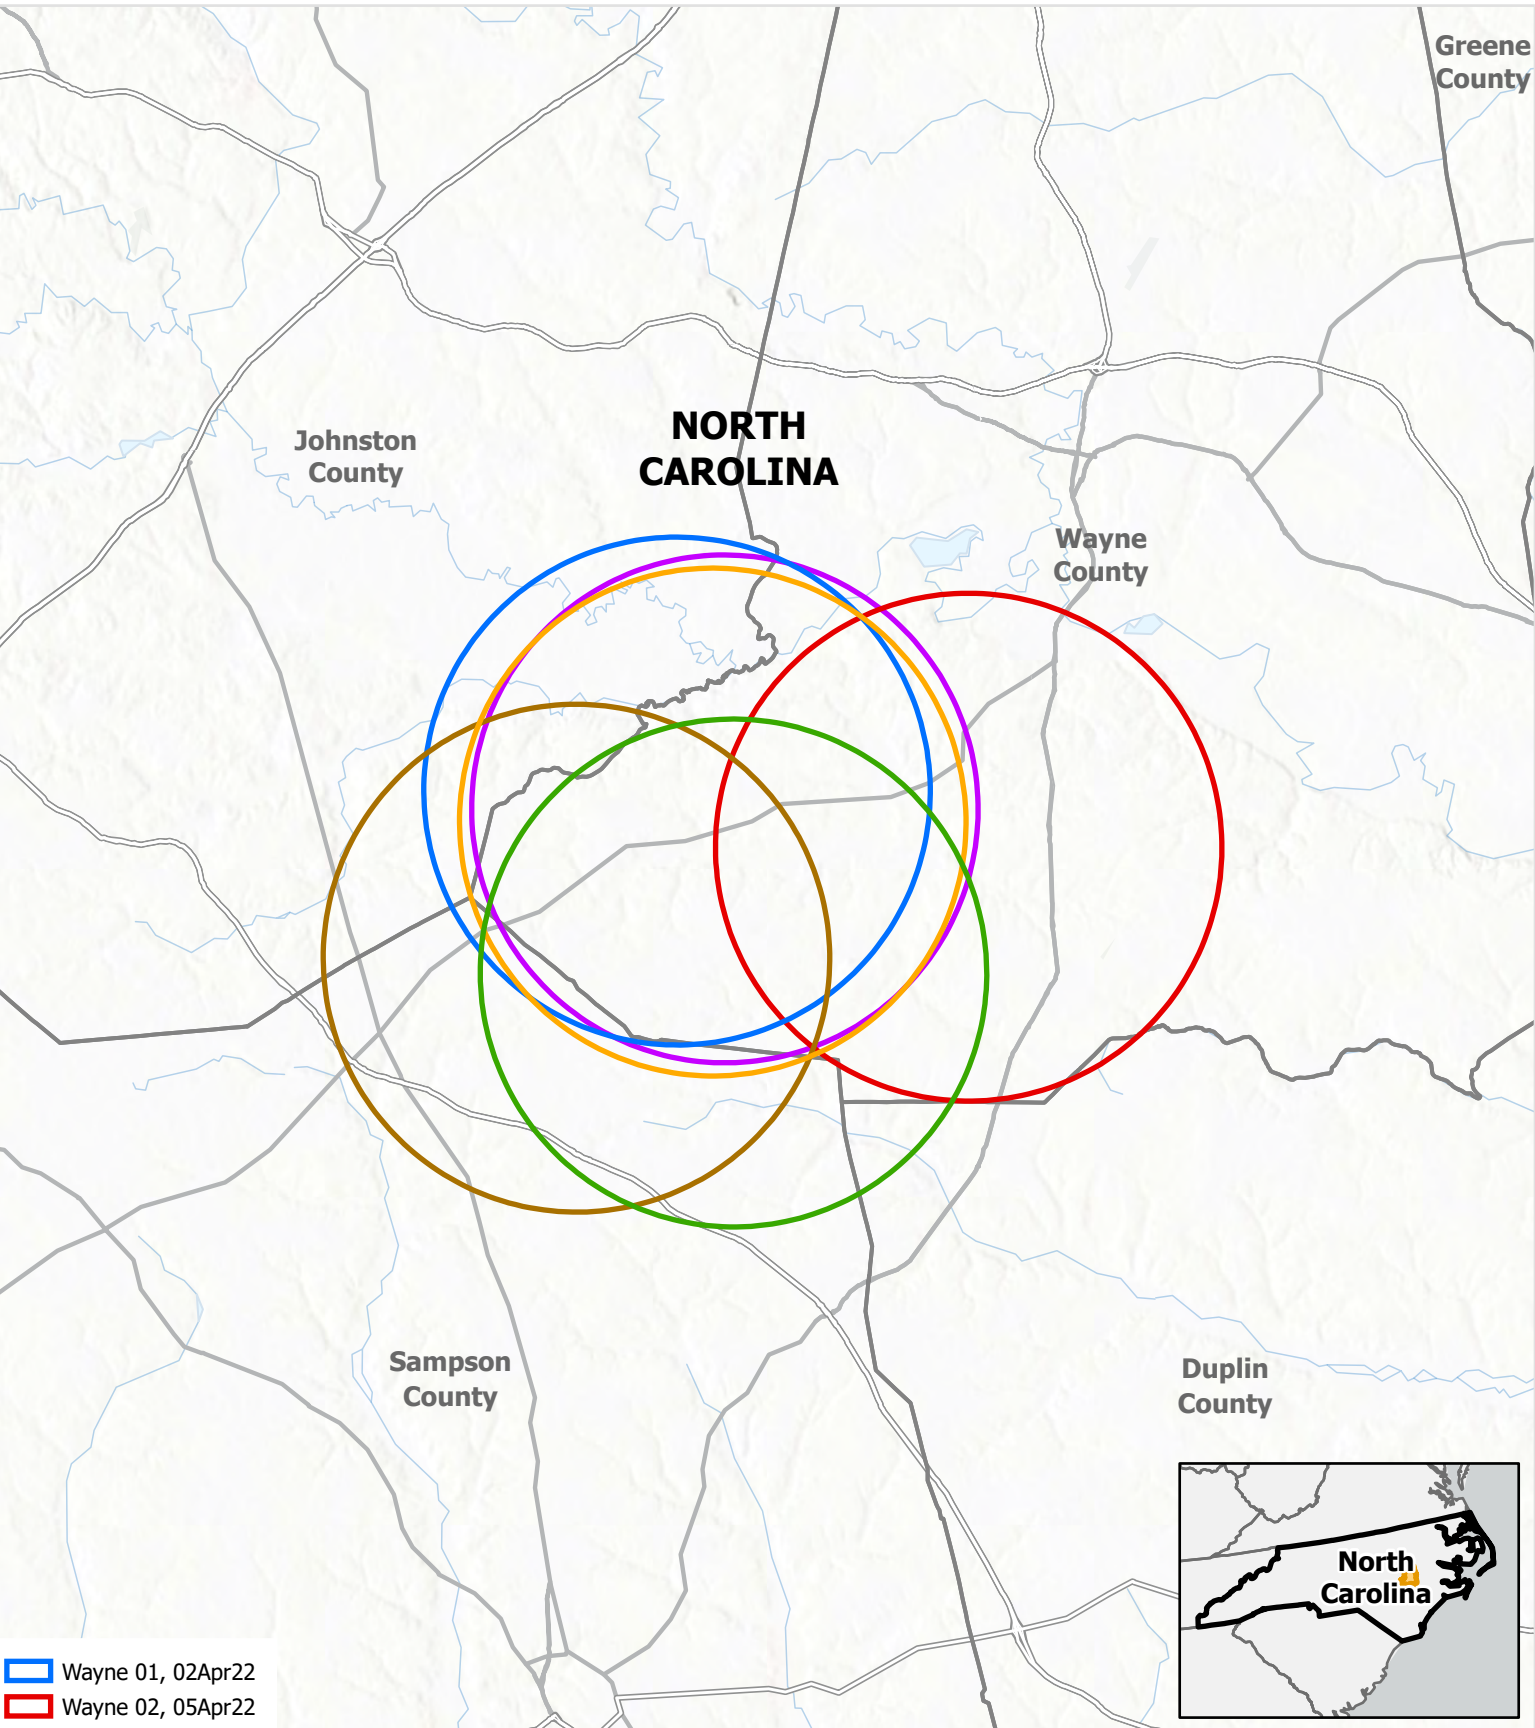 Greene
County
NORTH
CAROLINA
Johnston
County
Wayne
County
Sampson
County
Duplin
County
North
Carolina
Wayne 01, 02Apr22
Wayne 02, 05Apr22